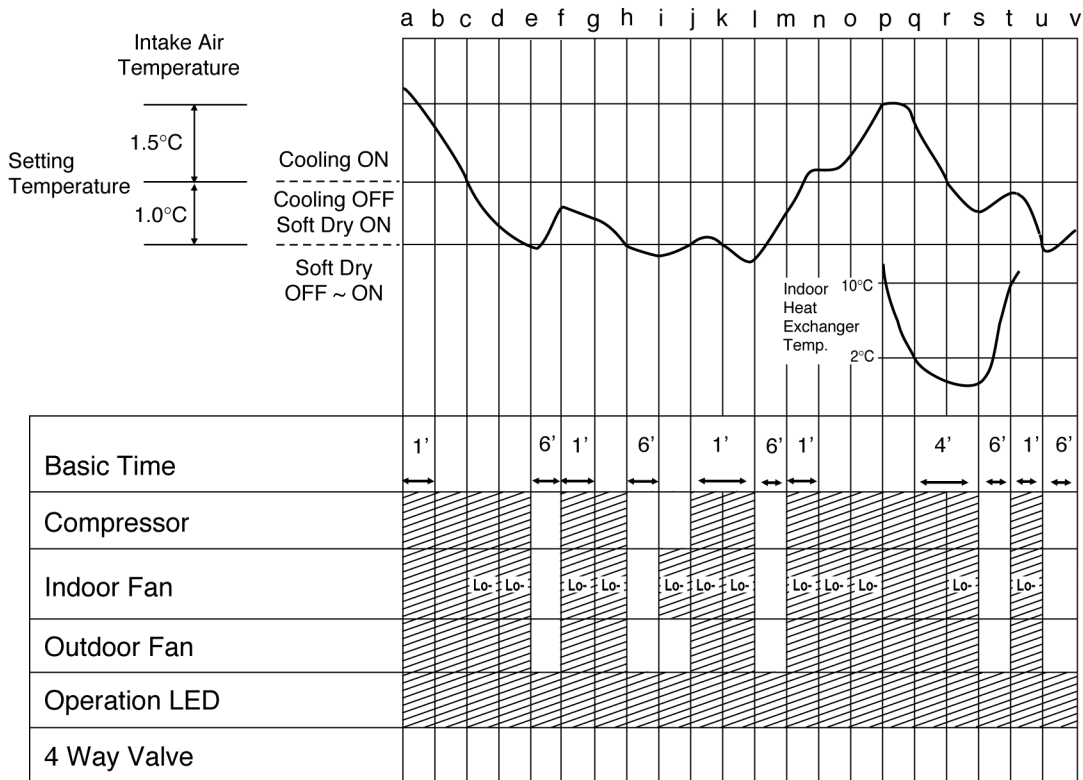 a b c d e f g h i j k l m n o p q r s t u v
Intake Air
Temperature
1.5°C
Setting
Temperature
1.0°C
Cooling ON
Cooling OFF
Soft Dry ON
Soft Dry
OFF ~ ON
Indoor
Heat
Exchanger
Temp.
10°C
2°C
Basic Time 1’ 6’ 1’ 6’ 1’ 6’ 1’ 4’ 6’ 1’ 6’
Compressor
Indoor Fan Lo- Lo- Lo- Lo- Lo- Lo- Lo- Lo- Lo- Lo- Lo- Lo-
Outdoor Fan
Operation LED
4 Way Valve